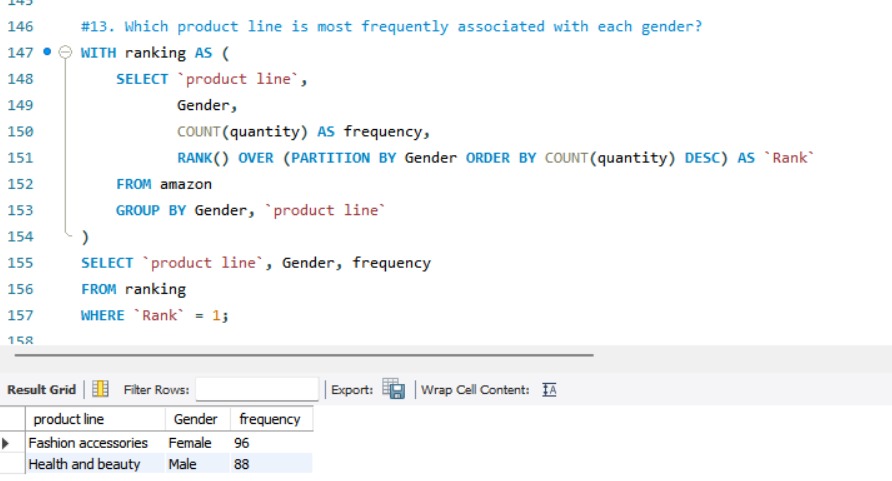 145
146 #13. Which product line is most frequently associated with each gender?
147 WITH ranking AS (
148 SELECT `product line`,
149 Gender,
150 COUNT(quantity) AS frequency,
151 RANK() OVER (PARTITION BY Gender ORDER BY COUNT(quantity) DESC) AS `Rank`
152 FROM amazon
153 GROUP BY Gender, `product line`
154 )
155 SELECT `product line`, Gender, frequency
156 FROM ranking
157 WHERE `Rank` = 1;
158
Result Grid Filter Rows: Export: Wrap Cell Content: IA
product line Gender frequency
Fashion accessories Female 96
Health and beauty Male 88